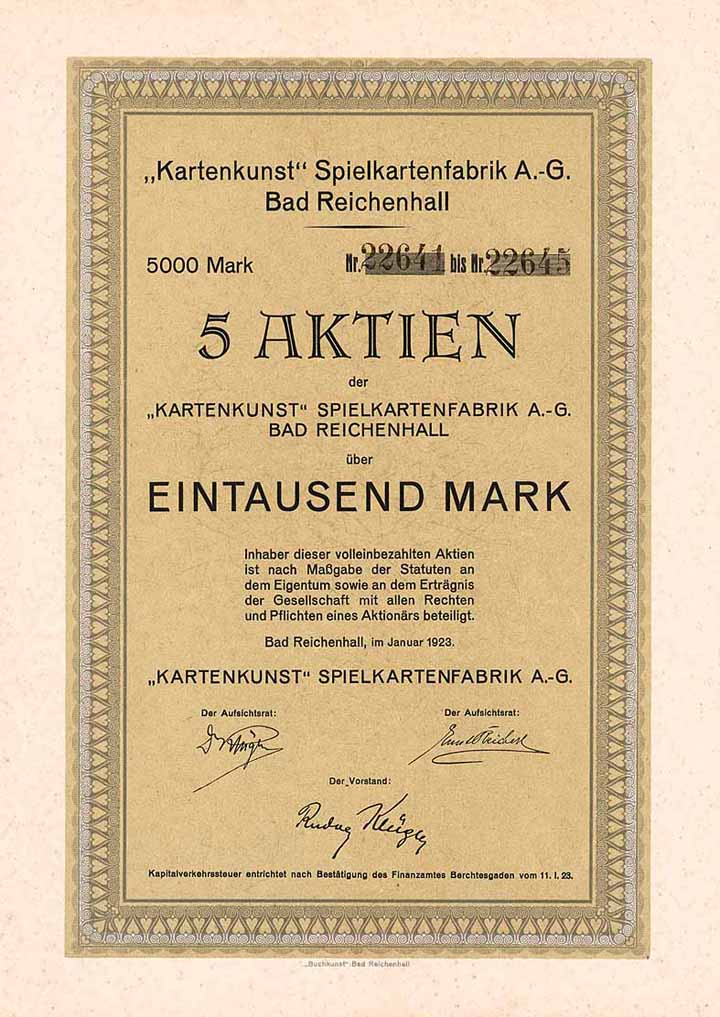 „Kartenkunst“ Spielkartenfabrik A.-G.
Bad Reichenhall
5000 Mark Nr. 22641 bis Nr. 22645
5 AKTIEN
der
„KARTENKUNST“ SPIELKARTENFABRIK A.-G.
BAD REICHENHALL
über
EINTAUSEND MARK
Inhaber dieser volleinbezahlten Aktien
ist nach Maßgabe der Statuten an
dem Eigentum sowie an dem Erträgnis
der Gesellschaft mit allen Rechten
und Pflichten eines Aktionärs beteiligt.
Bad Reichenhall, im Januar 1923.
„KARTENKUNST“ SPIELKARTENFABRIK A.-G.
Der Aufsichtsrat: Der Aufsichtsrat:
Der Vorstand:
Kapitalverkehrssteuer entrichtet nach Bestätigung des Finanzamtes Berchtesgaden vom 11. I. 23.
„Buchkunst“ Bad Reichenhall